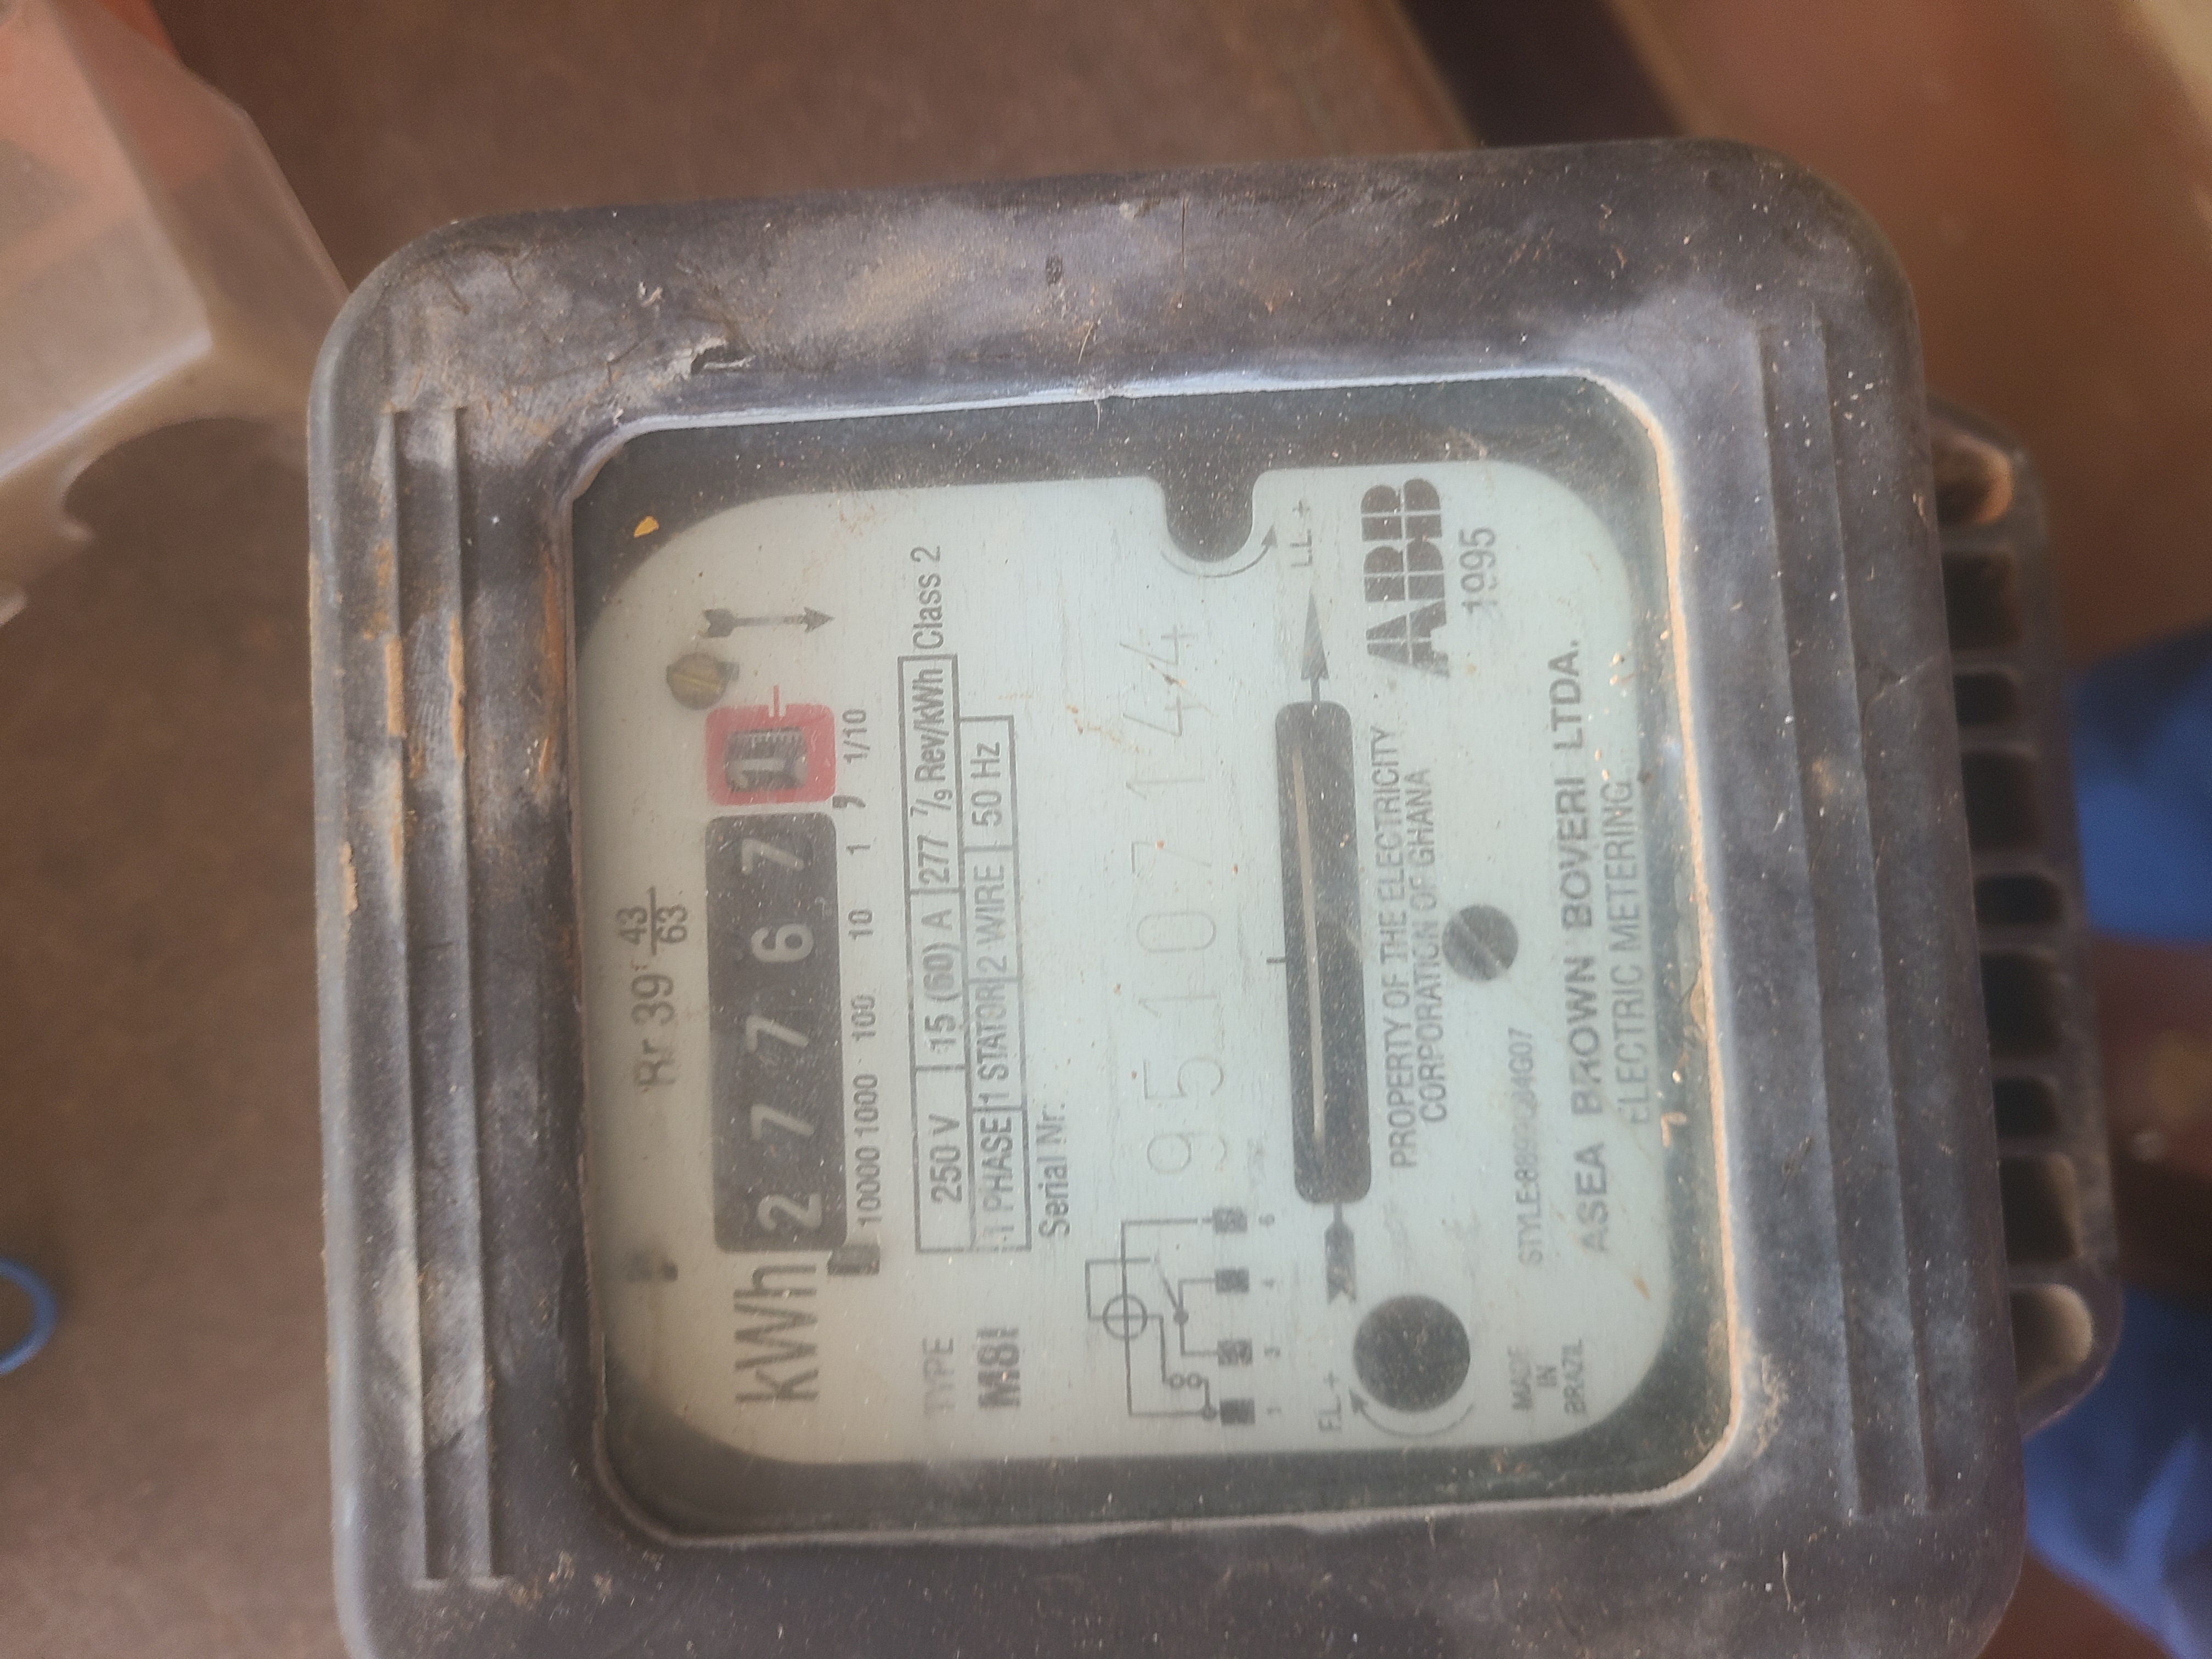 Rr 39 43/63
kWh 2 7 7 6 7 , 1
10000 1000 100 10 1 1/10
TYPE 250 V 15 (60) A 277 7/9 Rev/kWh Class 2
M8I 1 PHASE 1 STATOR 2 WIRE 50 Hz
Serial Nr.
95107144
1 3 4 6
F.L. +
L.L. +
PROPERTY OF THE ELECTRICITY
CORPORATION OF GHANA
ABB
1995
MADE
IN
BRAZIL
ASEA BROWN BOVERI LTDA.
ELECTRIC METERING